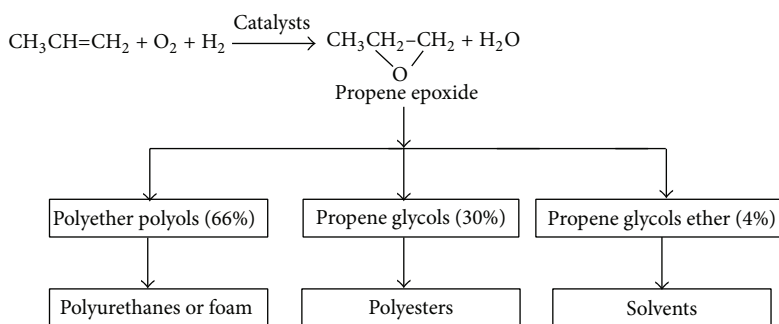 Catalysts
CH₃CH=CH₂ + O₂ + H₂ ⟶ CH₃CH₂–CH₂ + H₂O
O
Propene epoxide
Polyether polyols (66%) Propene glycols (30%) Propene glycols ether (4%)
Polyurethanes or foam Polyesters Solvents